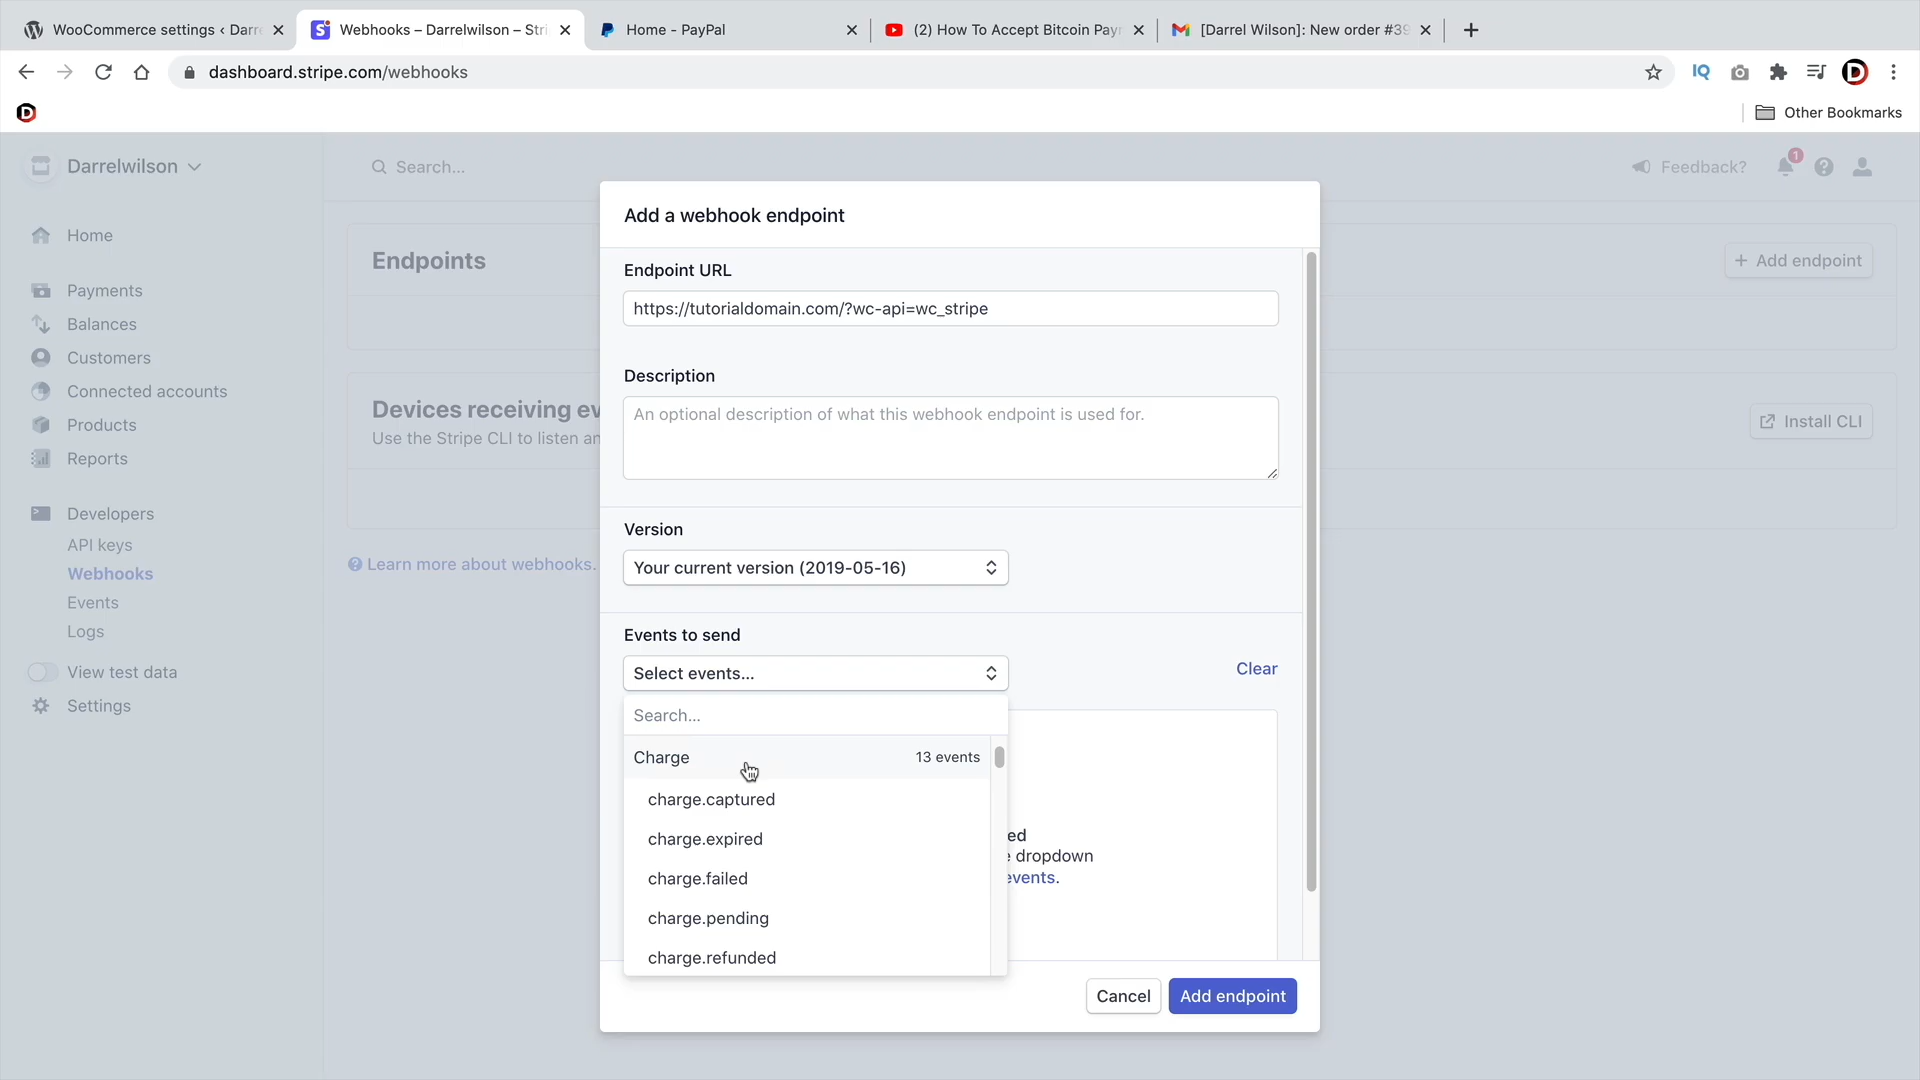 WooCommerce settings ‹ Darre
Webhooks – Darrelwilson – Stri
Home - PayPal
(2) How To Accept Bitcoin Payr
[Darrel Wilson]: New order #39
dashboard.stripe.com/webhooks
IQ
D
D
Other Bookmarks
Darrelwilson
Search...
Feedback?
1
Home
Payments
Balances
Customers
Connected accounts
Products
Reports
Developers
API keys
Webhooks
Events
Logs
View test data
Settings
Endpoints
+ Add endpoint
Devices receiving ev
Use the Stripe CLI to listen an
Install CLI
Learn more about webhooks.
Add a webhook endpoint
Endpoint URL
https://tutorialdomain.com/?wc-api=wc_stripe
Description
An optional description of what this webhook endpoint is used for.
Version
Your current version (2019-05-16)
Events to send
Select events...
Clear
Search...
Charge 13 events
charge.captured
charge.expired
charge.failed
charge.pending
charge.refunded
ed
dropdown
events.
Cancel
Add endpoint